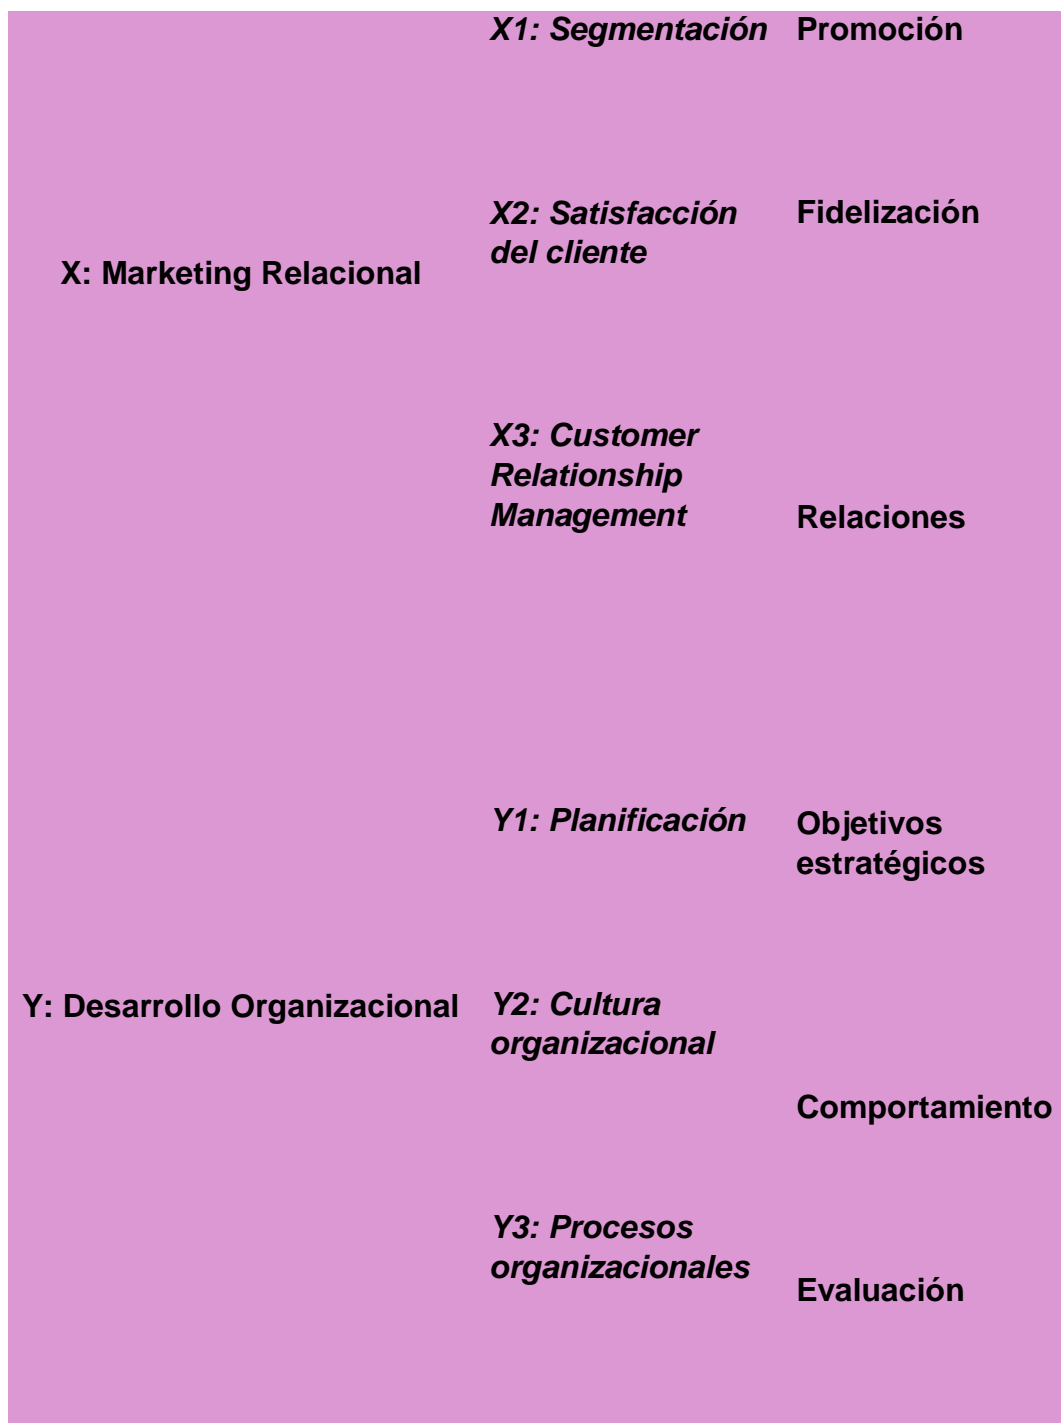 X1: Segmentación
Promoción
X2: Satisfacción
del cliente
Fidelización
X: Marketing Relacional
X3: Customer
Relationship
Management
Relaciones
Y1: Planificación
Objetivos
estratégicos
Y: Desarrollo Organizacional
Y2: Cultura
organizacional
Comportamiento
Y3: Procesos
organizacionales
Evaluación